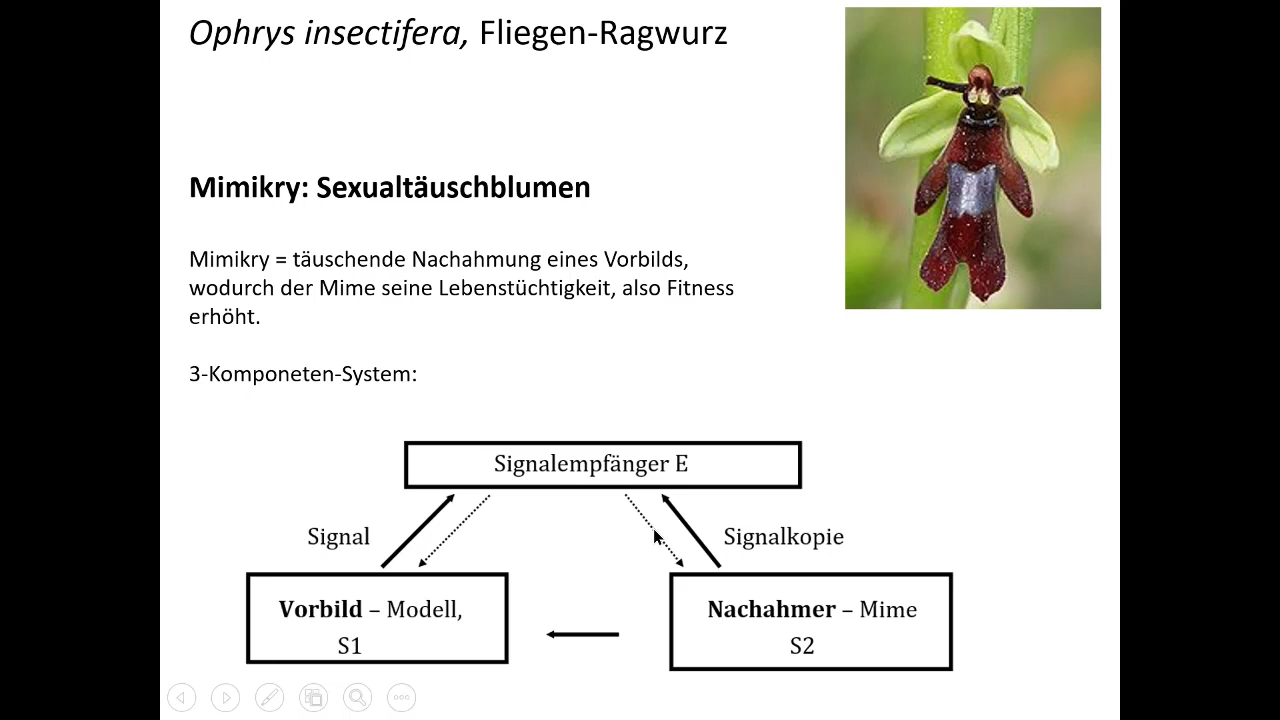 Ophrys insectifera, Fliegen-Ragwurz
Mimikry: Sexualtäuschblumen
Mimikry = täuschende Nachahmung eines Vorbilds,
wodurch der Mime seine Lebenstüchtigkeit, also Fitness
erhöht.
3-Komponeten-System:
Signalempfänger E
Signal
Signalkopie
Vorbild – Modell,
S1
Nachahmer – Mime
S2